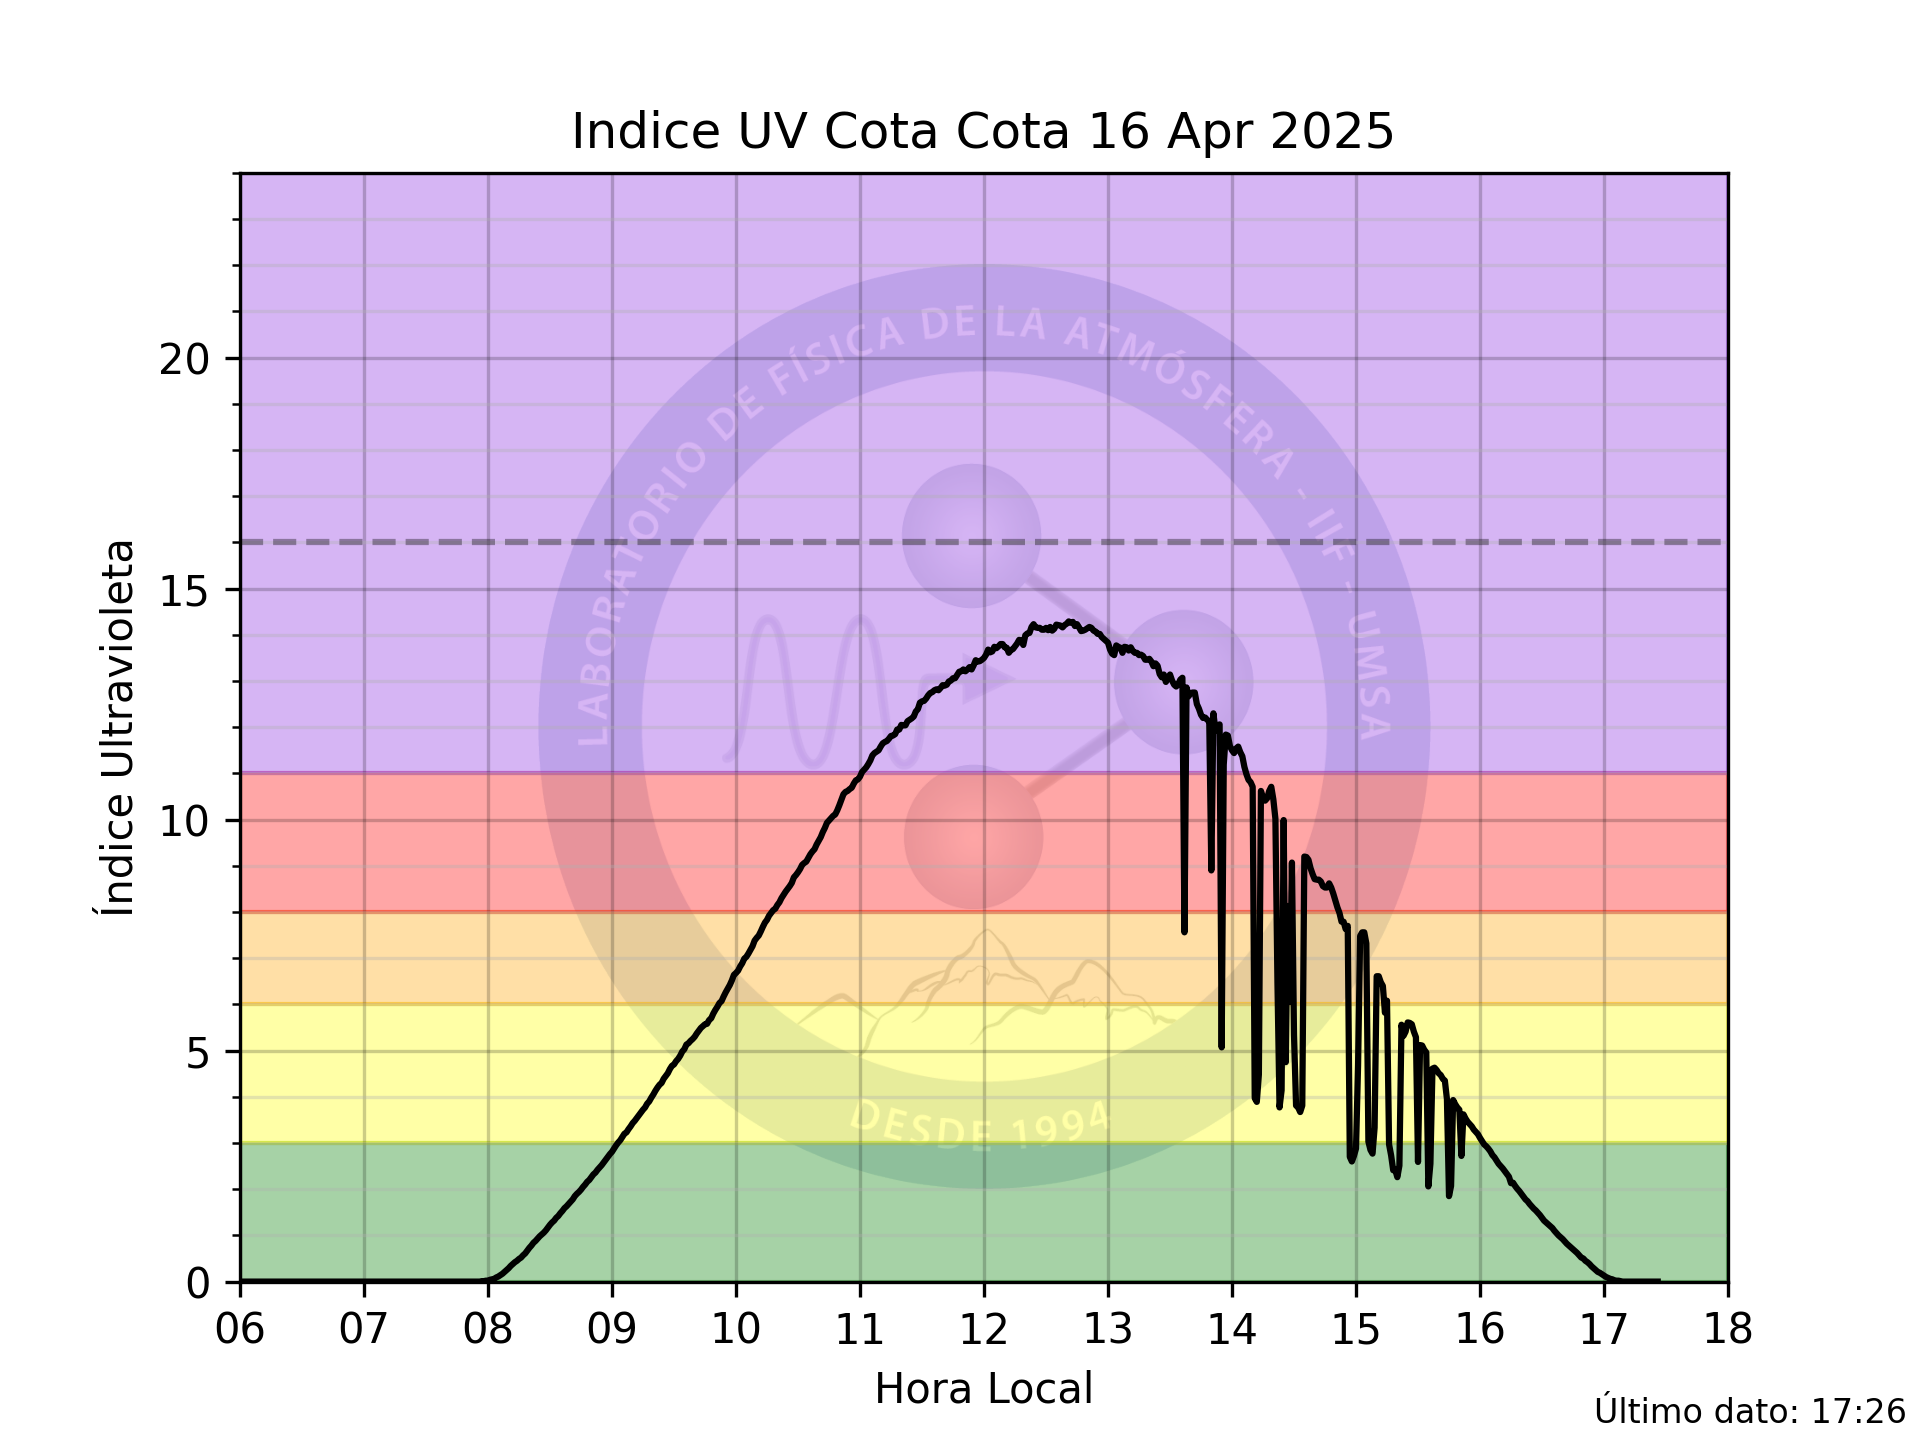 Indice UV Cota Cota 16 Apr 2025
LABORATORIO DE FÍSICA DE LA ATMÓSFERA - IIF - UMSA
DESDE 1994
Índice Ultravioleta
20
15
10
5
0
06 07 08 09 10 11 12 13 14 15 16 17 18
Hora Local
Último dato: 17:26